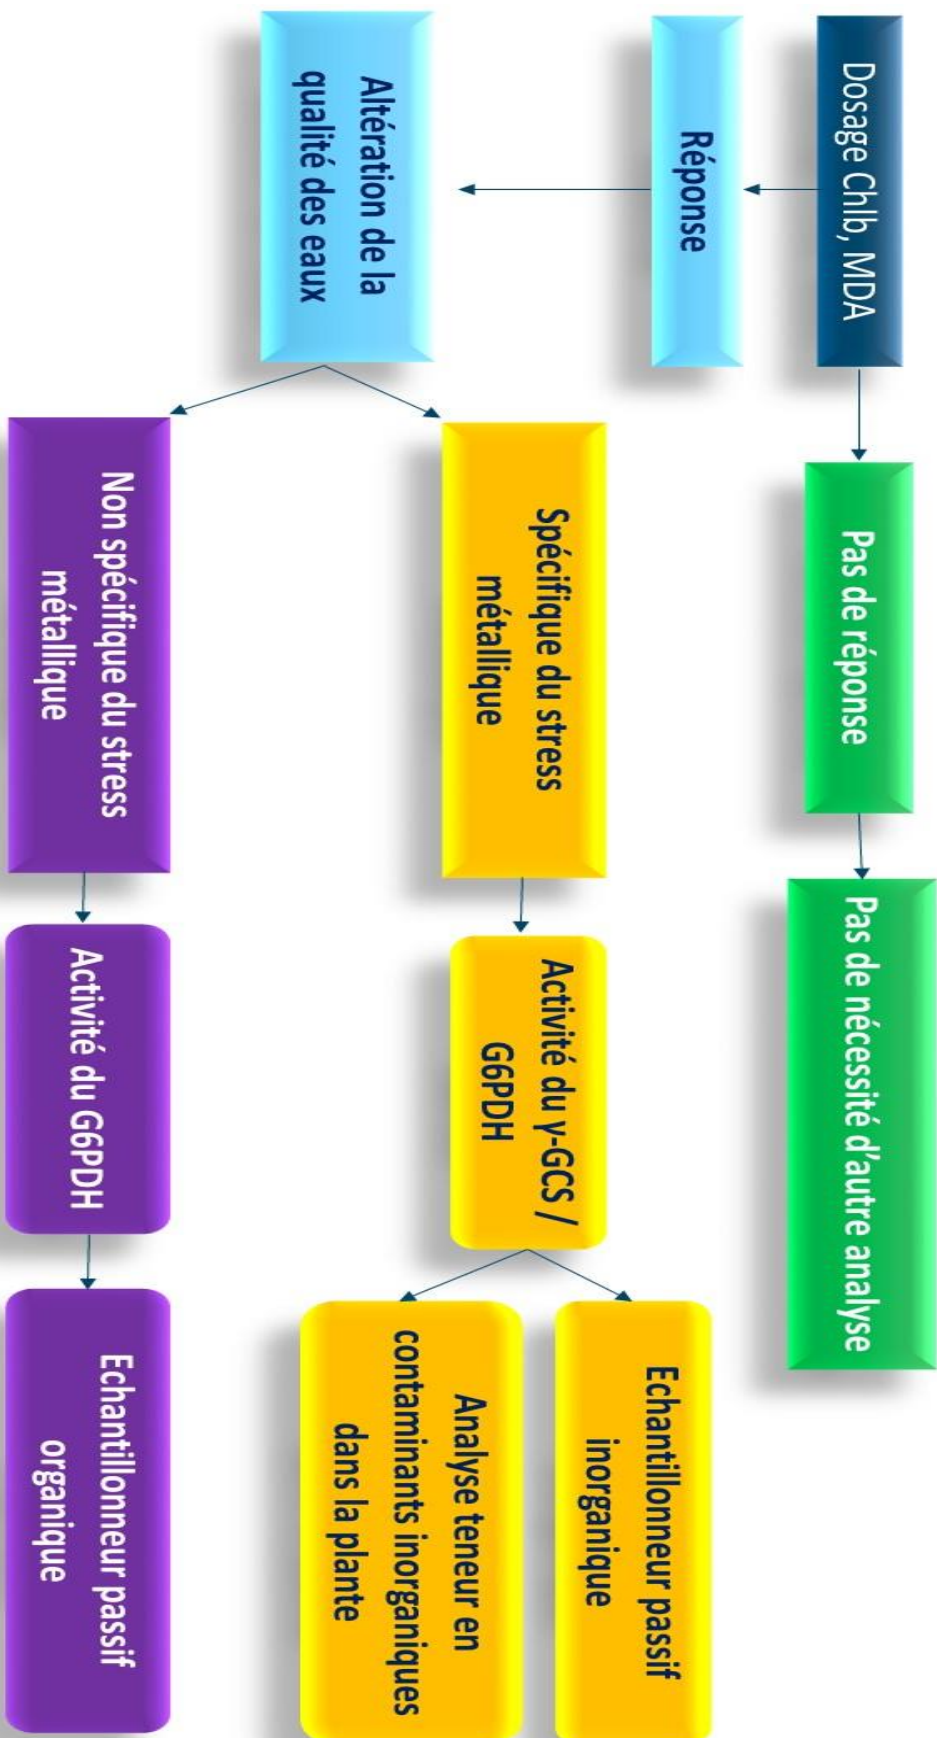 Dosage Chlb, MDA
Pas de réponse
Pas de nécessité d'autre analyse
Réponse
Altération de la
qualité des eaux
Spécifique du stress
métallique
Activité du γ-GCS /
G6PDH
Echantillonneur passif
inorganique
Analyse teneur en
contaminants inorganiques
dans la plante
Non spécifique du stress
métallique
Activité du G6PDH
Echantillonneur passif
organique